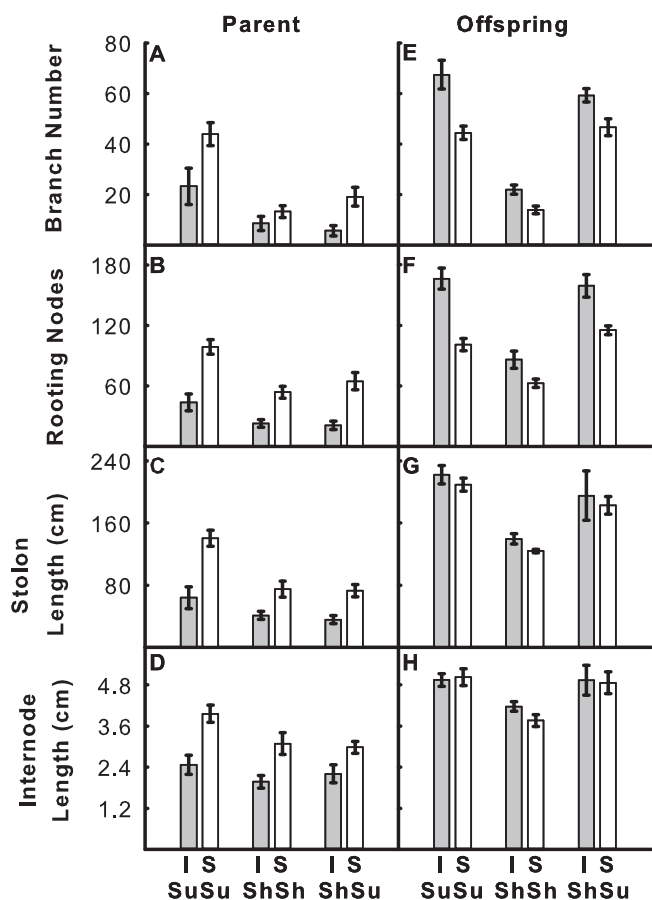 Parent
Offspring
A
E
Branch Number
80
60
40
20
B
F
Rooting Nodes
180
120
60
C
G
Stolon
Length (cm)
240
160
80
D
H
Internode
Length (cm)
4.8
3.6
2.4
1.2
I S I S I S I S I S I S
SuSu ShSh ShSu SuSu ShSh ShSu